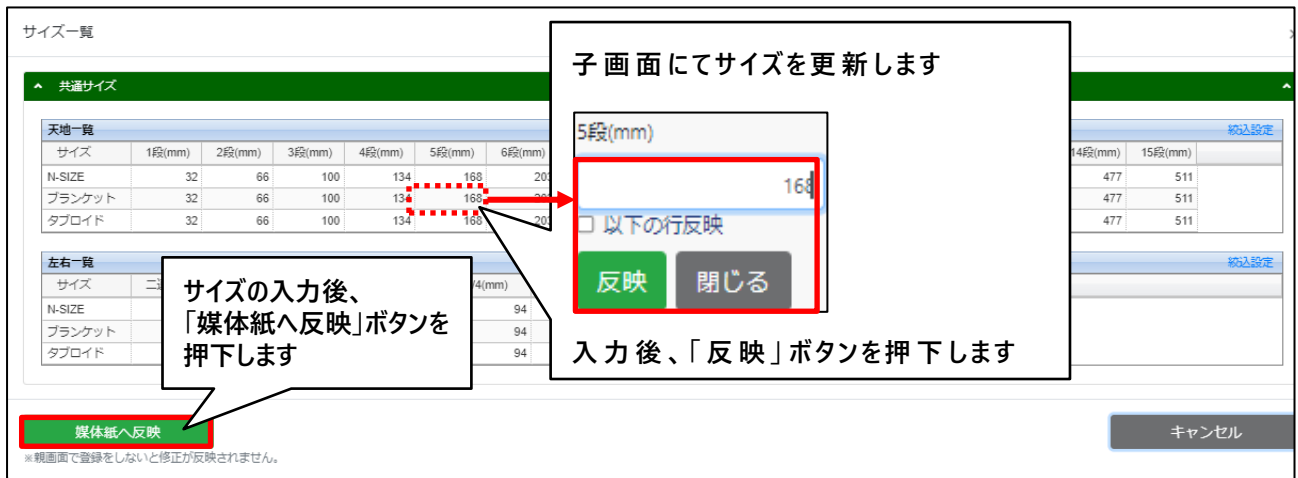 サイズ一覧
共通サイズ
天地一覧 絞込設定
サイズ 1段(mm) 2段(mm) 3段(mm) 4段(mm) 5段(mm) 6段(mm) 14段(mm) 15段(mm)
N-SIZE 32 66 100 134 168 477 511
ブランケット 32 66 100 134 168 477 511
タブロイド 32 66 100 134 168 477 511
左右一覧 絞込設定
サイズ
N-SIZE 94
ブランケット 94
タブロイド 94
サイズの入力後、
「媒体紙へ反映」ボタンを
押下します
子画面にてサイズを更新します
5段(mm)
168
以下の行反映
反映 閉じる
入力後、「反映」ボタンを押下します
媒体紙へ反映 キャンセル
※親画面で登録をしないと修正が反映されません。